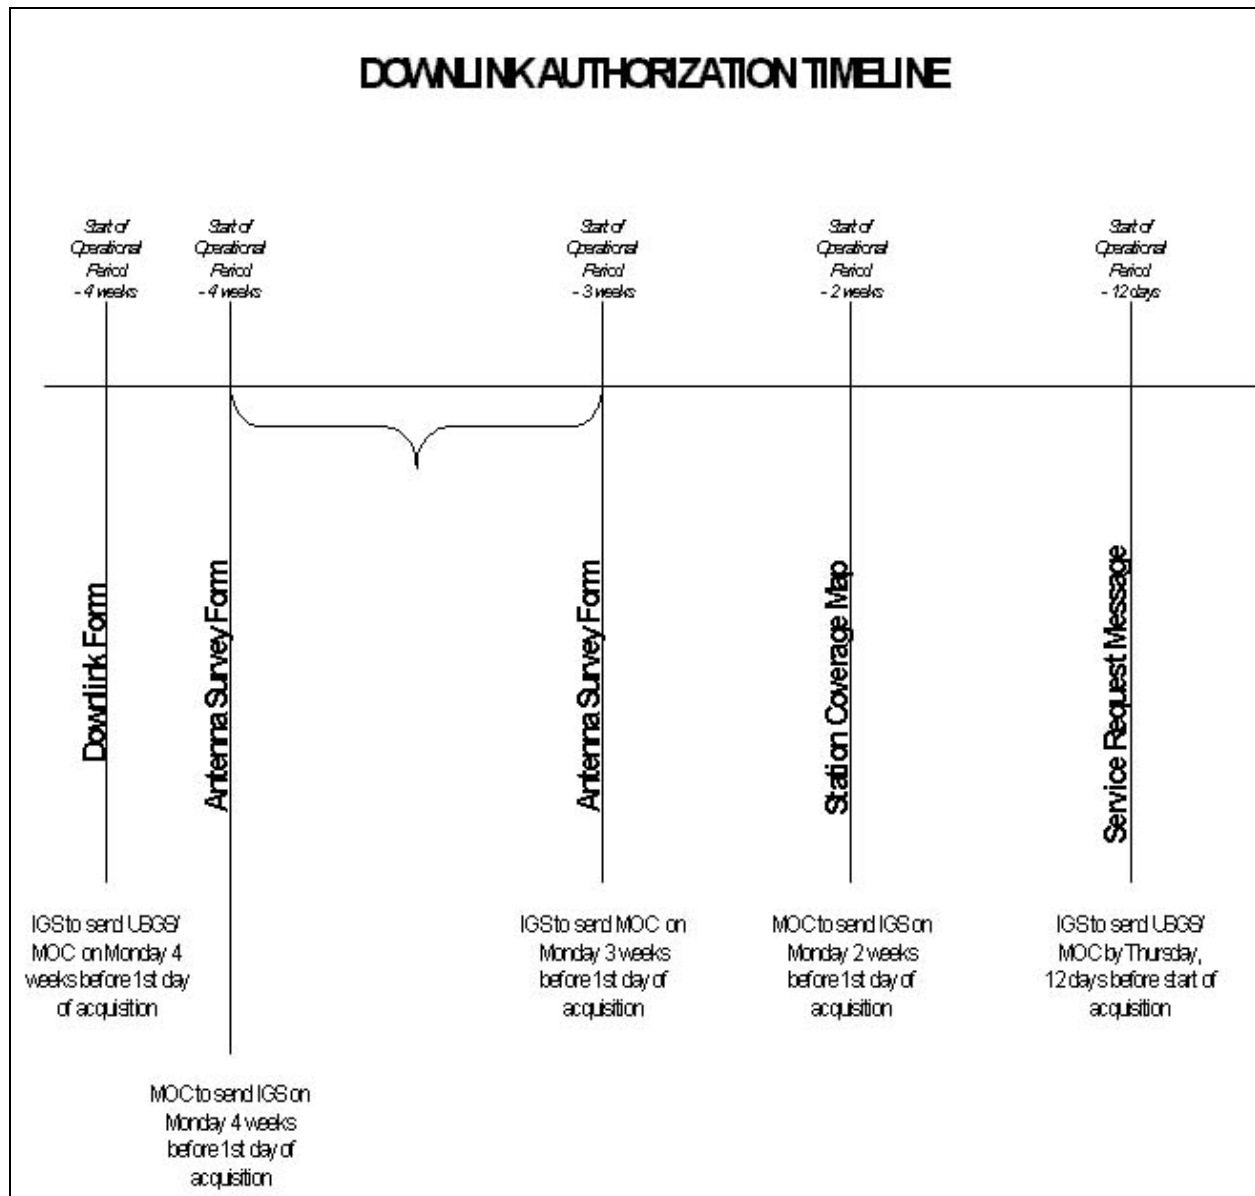 DOWNLINK AUTHORIZATION TIMELINE
Start of
Operational
Period
- 4 weeks
Start of
Operational
Period
- 4 weeks
Start of
Operational
Period
- 3 weeks
Start of
Operational
Period
- 2 weeks
Start of
Operational
Period
- 12 days
Downlink Form
Antenna Survey Form
Antenna Survey Form
Station Coverage Map
Service Request Message
IGS to send USGS/
MOC on Monday 4
weeks before 1st day
of acquisition
MOC to send IGS on
Monday 4 weeks
before 1st day of
acquisition
IGS to send MOC on
Monday 3 weeks
before 1st day of
acquisition
MOC to send IGS on
Monday 2 weeks
before 1st day of
acquisition
IGS to send USGS/
MOC by Thursday,
12 days before start of
acquisition